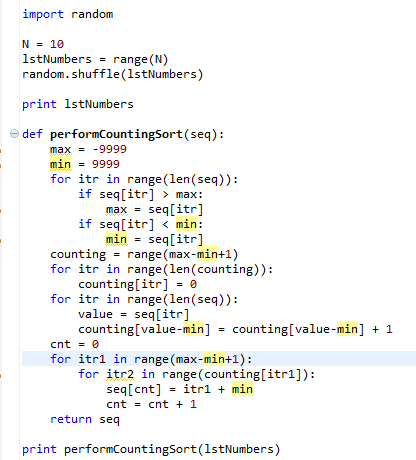 import random
N = 10
lstNumbers = range(N)
random.shuffle(lstNumbers)
print lstNumbers
def performCountingSort(seq):
    max = -9999
    min = 9999
    for itr in range(len(seq)):
        if seq[itr] > max:
            max = seq[itr]
        if seq[itr] < min:
            min = seq[itr]
    counting = range(max-min+1)
    for itr in range(len(counting)):
        counting[itr] = 0
    for itr in range(len(seq)):
        value = seq[itr]
        counting[value-min] = counting[value-min] + 1
    cnt = 0
    for itr1 in range(max-min+1):
        for itr2 in range(counting[itr1]):
            seq[cnt] = itr1 + min
            cnt = cnt + 1
    return seq
print performCountingSort(lstNumbers)